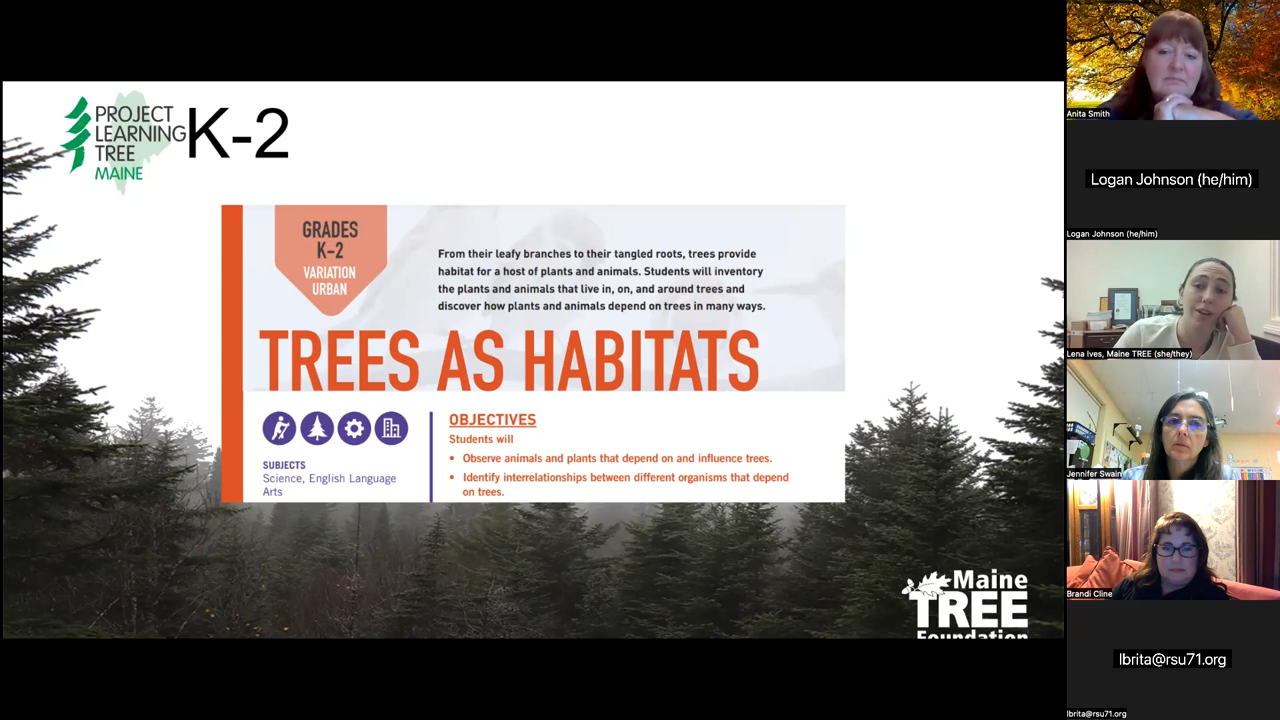 PROJECT
LEARNING
TREE
MAINE
K-2
GRADES
K-2
VARIATION
URBAN
From their leafy branches to their tangled roots, trees provide
habitat for a host of plants and animals. Students will inventory
the plants and animals that live in, on, and around trees and
discover how plants and animals depend on trees in many ways.
TREES AS HABITATS
SUBJECTS
Science, English Language
Arts
OBJECTIVES
Students will
• Observe animals and plants that depend on and influence trees.
• Identify interrelationships between different organisms that depend
on trees.
Maine
TREE
Foundation
Anita Smith
Logan Johnson (he/him)
Logan Johnson (he/him)
Lena Ives, Maine TREE (she/they)
Jennifer Swain
Brandi Cline
lbrita@rsu71.org
lbrita@rsu71.org